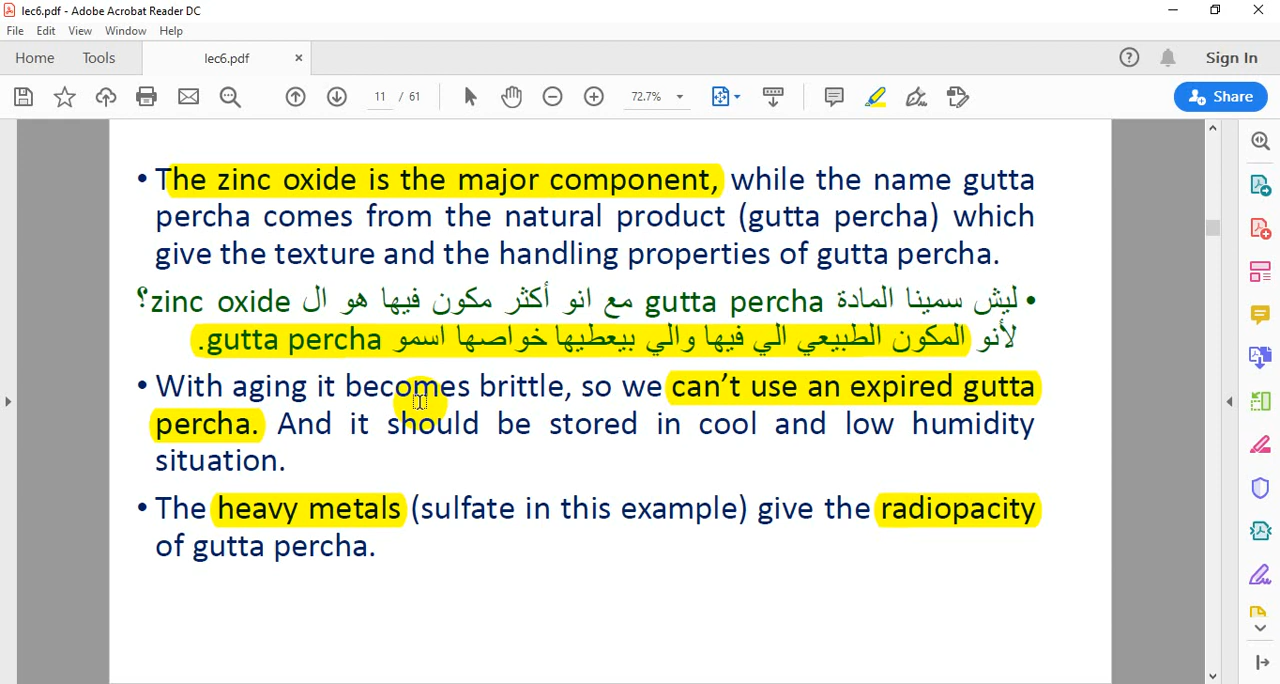 lec6.pdf - Adobe Acrobat Reader DC
File Edit View Window Help
Home Tools lec6.pdf × Sign In
11 / 61 72.7% Share
• The zinc oxide is the major component, while the name gutta
percha comes from the natural product (gutta percha) which
give the texture and the handling properties of gutta percha.
• ليش سمينا المادة gutta percha مع انو أكثر مكون فيها هو ال zinc oxide؟
لأنو المكون الطبيعي الي فيها والي بيعطيها خواصها اسمو gutta percha.
• With aging it becomes brittle, so we can’t use an expired gutta
percha. And it should be stored in cool and low humidity
situation.
• The heavy metals (sulfate in this example) give the radiopacity
of gutta percha.